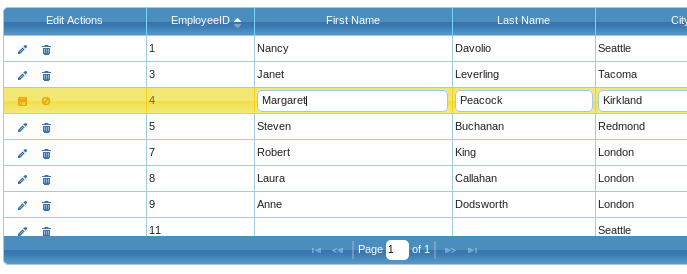 Edit Actions EmployeeID First Name Last Name City
1 Nancy Davolio Seattle
3 Janet Leverling Tacoma
4 Margaret Peacock Kirkland
5 Steven Buchanan Redmond
7 Robert King London
8 Laura Callahan London
9 Anne Dodsworth London
11 Seattle
Page 1 of 1